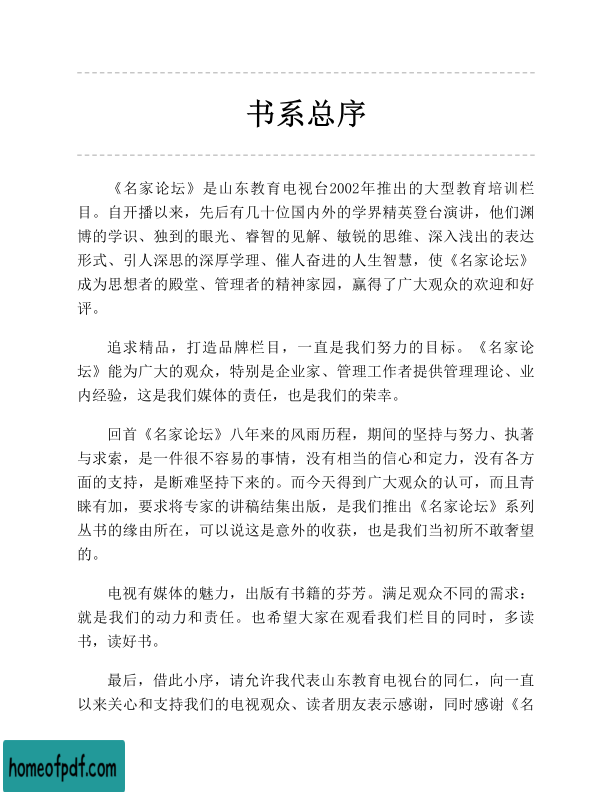 书系总序
《名家论坛》是山东教育电视台2002年推出的大型教育培训栏
目。自开播以来，先后有几十位国内外的学界精英登台演讲，他们渊
博的学识、独到的眼光、睿智的见解、敏锐的思维、深入浅出的表达
形式、引人深思的深厚学理、催人奋进的人生智慧，使《名家论坛》
成为思想者的殿堂、管理者的精神家园，赢得了广大观众的欢迎和好
评。
追求精品，打造品牌栏目，一直是我们努力的目标。《名家论
坛》能为广大的观众，特别是企业家、管理工作者提供管理理论、业
内经验，这是我们媒体的责任，也是我们的荣幸。
回首《名家论坛》八年来的风雨历程，期间的坚持与努力、执著
与求索，是一件很不容易的事情，没有相当的信心和定力，没有各方
面的支持，是断难坚持下来的。而今天得到广大观众的认可，而且青
睐有加，要求将专家的讲稿结集出版，是我们推出《名家论坛》系列
丛书的缘由所在，可以说这是意外的收获，也是我们当初所不敢奢望
的。
电视有媒体的魅力，出版有书籍的芬芳。满足观众不同的需求：
就是我们的动力和责任。也希望大家在观看我们栏目的同时，多读
书，读好书。
最后，借此小序，请允许我代表山东教育电视台的同仁，向一直
以来关心和支持我们的电视观众、读者朋友表示感谢，同时感谢《名
homeofpdf.com